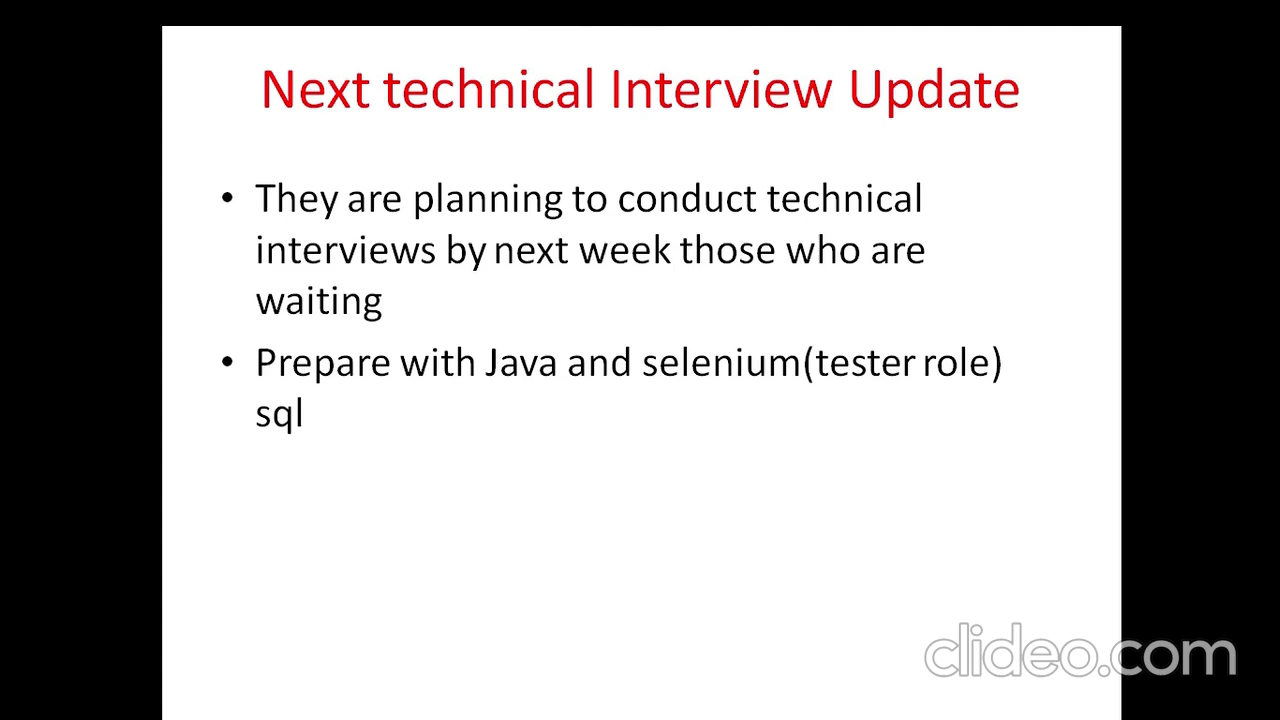 Next technical Interview Update
• They are planning to conduct technical
interviews by next week those who are
waiting
• Prepare with Java and selenium(tester role)
sql
clideo.com